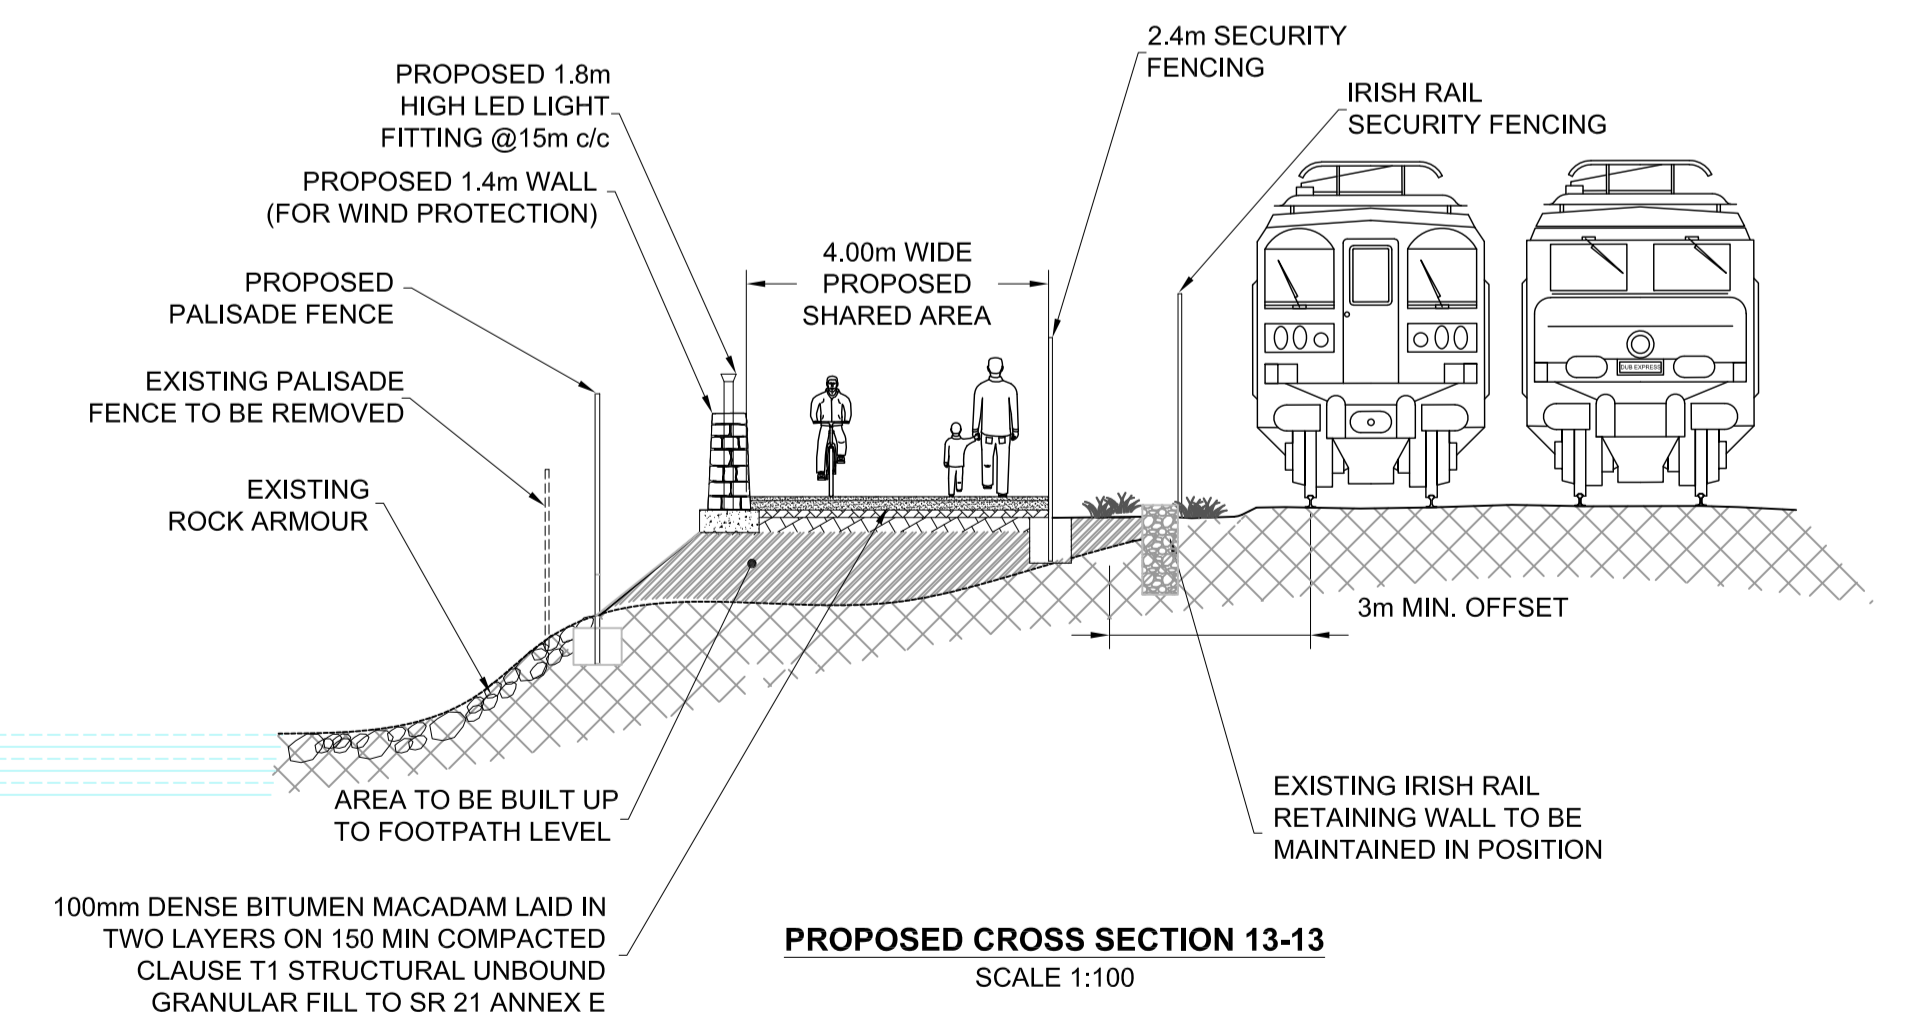 2.4m SECURITY
FENCING
PROPOSED 1.8m
HIGH LED LIGHT
FITTING @15m c/c
IRISH RAIL
SECURITY FENCING
PROPOSED 1.4m WALL
(FOR WIND PROTECTION)
4.00m WIDE
PROPOSED
SHARED AREA
PROPOSED
PALISADE FENCE
EXISTING PALISADE
FENCE TO BE REMOVED
DUB EXPRESS
EXISTING
ROCK ARMOUR
3m MIN. OFFSET
AREA TO BE BUILT UP
TO FOOTPATH LEVEL
EXISTING IRISH RAIL
RETAINING WALL TO BE
MAINTAINED IN POSITION
100mm DENSE BITUMEN MACADAM LAID IN
TWO LAYERS ON 150 MIN COMPACTED
CLAUSE T1 STRUCTURAL UNBOUND
GRANULAR FILL TO SR 21 ANNEX E
PROPOSED CROSS SECTION 13-13
SCALE 1:100